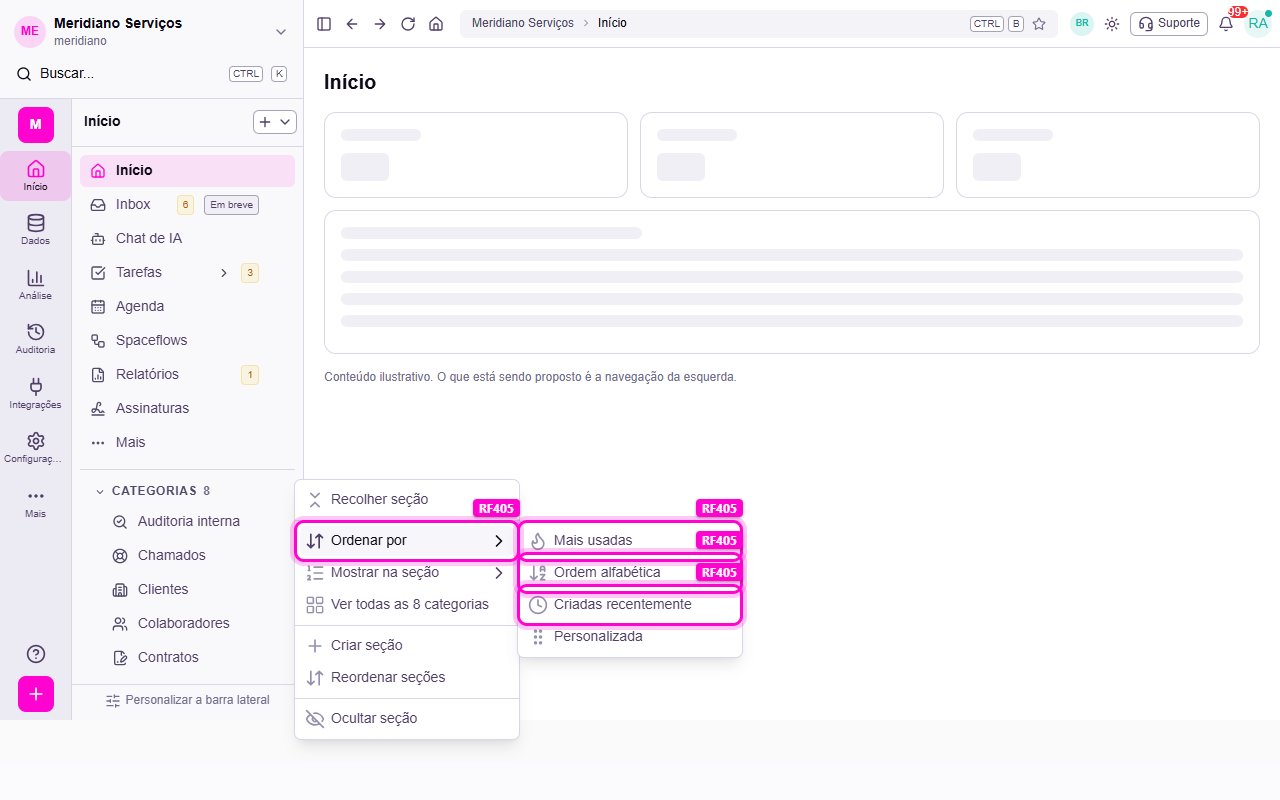 ME
Meridiano Serviços
meridiano
Buscar...
CTRL K
M
Início
Dados
Análise
Auditoria
Integrações
Configuraç...
Mais
Início
Início
Inbox 6 Em breve
Chat de IA
Tarefas 3
Agenda
Spaceflows
Relatórios 1
Assinaturas
Mais
CATEGORIAS 8
Auditoria interna
Chamados
Clientes
Colaboradores
Contratos
Personalizar a barra lateral
Meridiano Serviços > Início
CTRL B
BR
Suporte
99+
RA
Início
Conteúdo ilustrativo. O que está sendo proposto é a navegação da esquerda.
Recolher seção
RF405
Ordenar por
Mostrar na seção
Ver todas as 8 categorias
Criar seção
Reordenar seções
Ocultar seção
RF405
Mais usadas
RF405
Ordem alfabética
RF405
Criadas recentemente
Personalizada